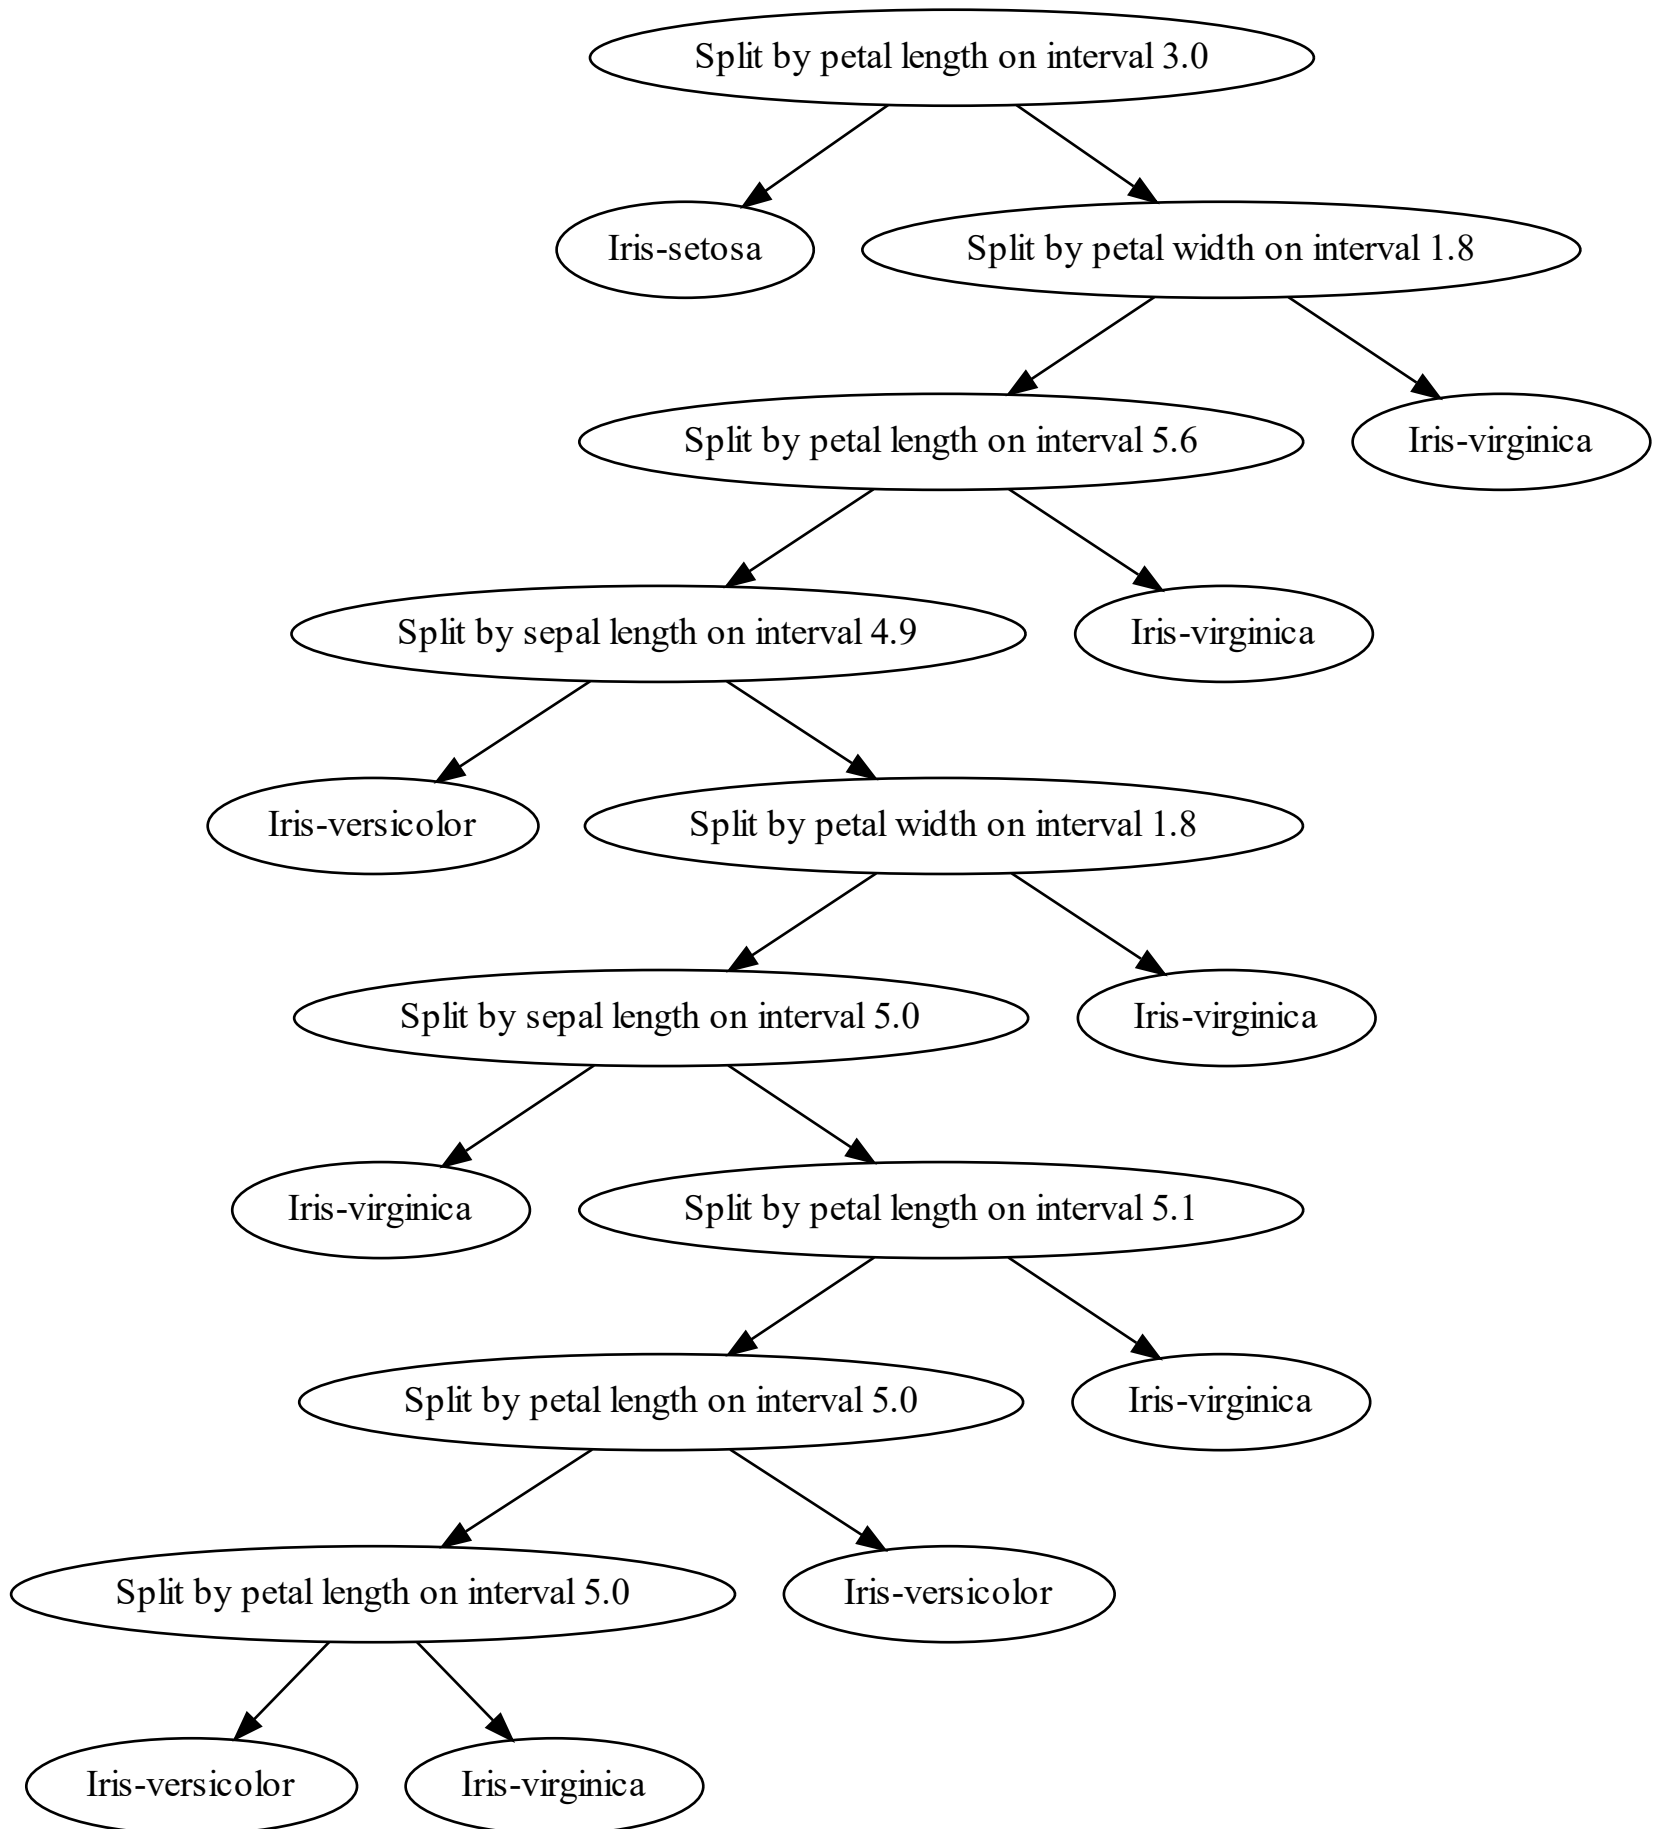 Split by petal length on interval 3.0
Iris-setosa
Split by petal width on interval 1.8
Split by petal length on interval 5.6
Iris-virginica
Split by sepal length on interval 4.9
Iris-virginica
Iris-versicolor
Split by petal width on interval 1.8
Split by sepal length on interval 5.0
Iris-virginica
Iris-virginica
Split by petal length on interval 5.1
Split by petal length on interval 5.0
Iris-virginica
Split by petal length on interval 5.0
Iris-versicolor
Iris-versicolor
Iris-virginica